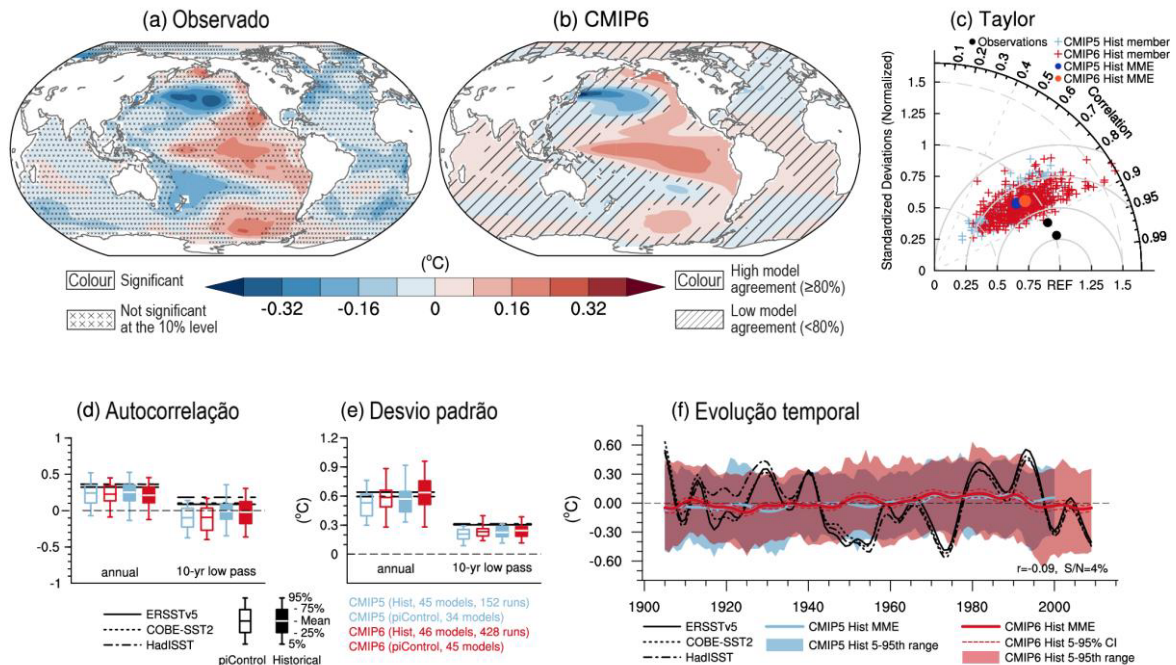 (a) Observado
(b) CMIP6
(c) Taylor
Observations
CMIP5 Hist member
CMIP6 Hist member
CMIP5 Hist MME
CMIP6 Hist MME
Standardized Deviations (Normalized)
1.5
1.25
1
0.75
0.5
0.25
0
0 0.25 0.5 0.75 REF 1.25 1.5
0.1 0.2 0.3 0.4 0.5 0.6 0.7 0.8 0.9 0.95 0.99
Correlation
Colour Significant
Not significant
at the 10% level
(°C)
-0.32 -0.16 0 0.16 0.32
Colour High model
agreement (≥80%)
Low model
agreement (<80%)
(d) Autocorrelação
1
0.5
0
-0.5
-1
annual
10-yr low pass
ERSSTv5
COBE-SST2
HadISST
95%
- 75%
- Mean
- 25%
5%
piControl Historical
(e) Desvio padrão
1.2
0.9
0.6
0.3
0
annual
10-yr low pass
CMIP5 (Hist, 45 models, 152 runs)
CMIP5 (piControl, 34 models)
CMIP6 (Hist, 46 models, 428 runs)
CMIP6 (piControl, 45 models)
(f) Evolução temporal
(°C)
0.60
0.30
0.00
-0.30
-0.60
r=-0.09, S/N=4%
1900 1920 1940 1960 1980 2000
ERSSTv5
COBE-SST2
HadISST
CMIP5 Hist MME
CMIP5 Hist 5-95th range
CMIP6 Hist MME
CMIP6 Hist 5-95% CI
CMIP6 Hist 5-95th range